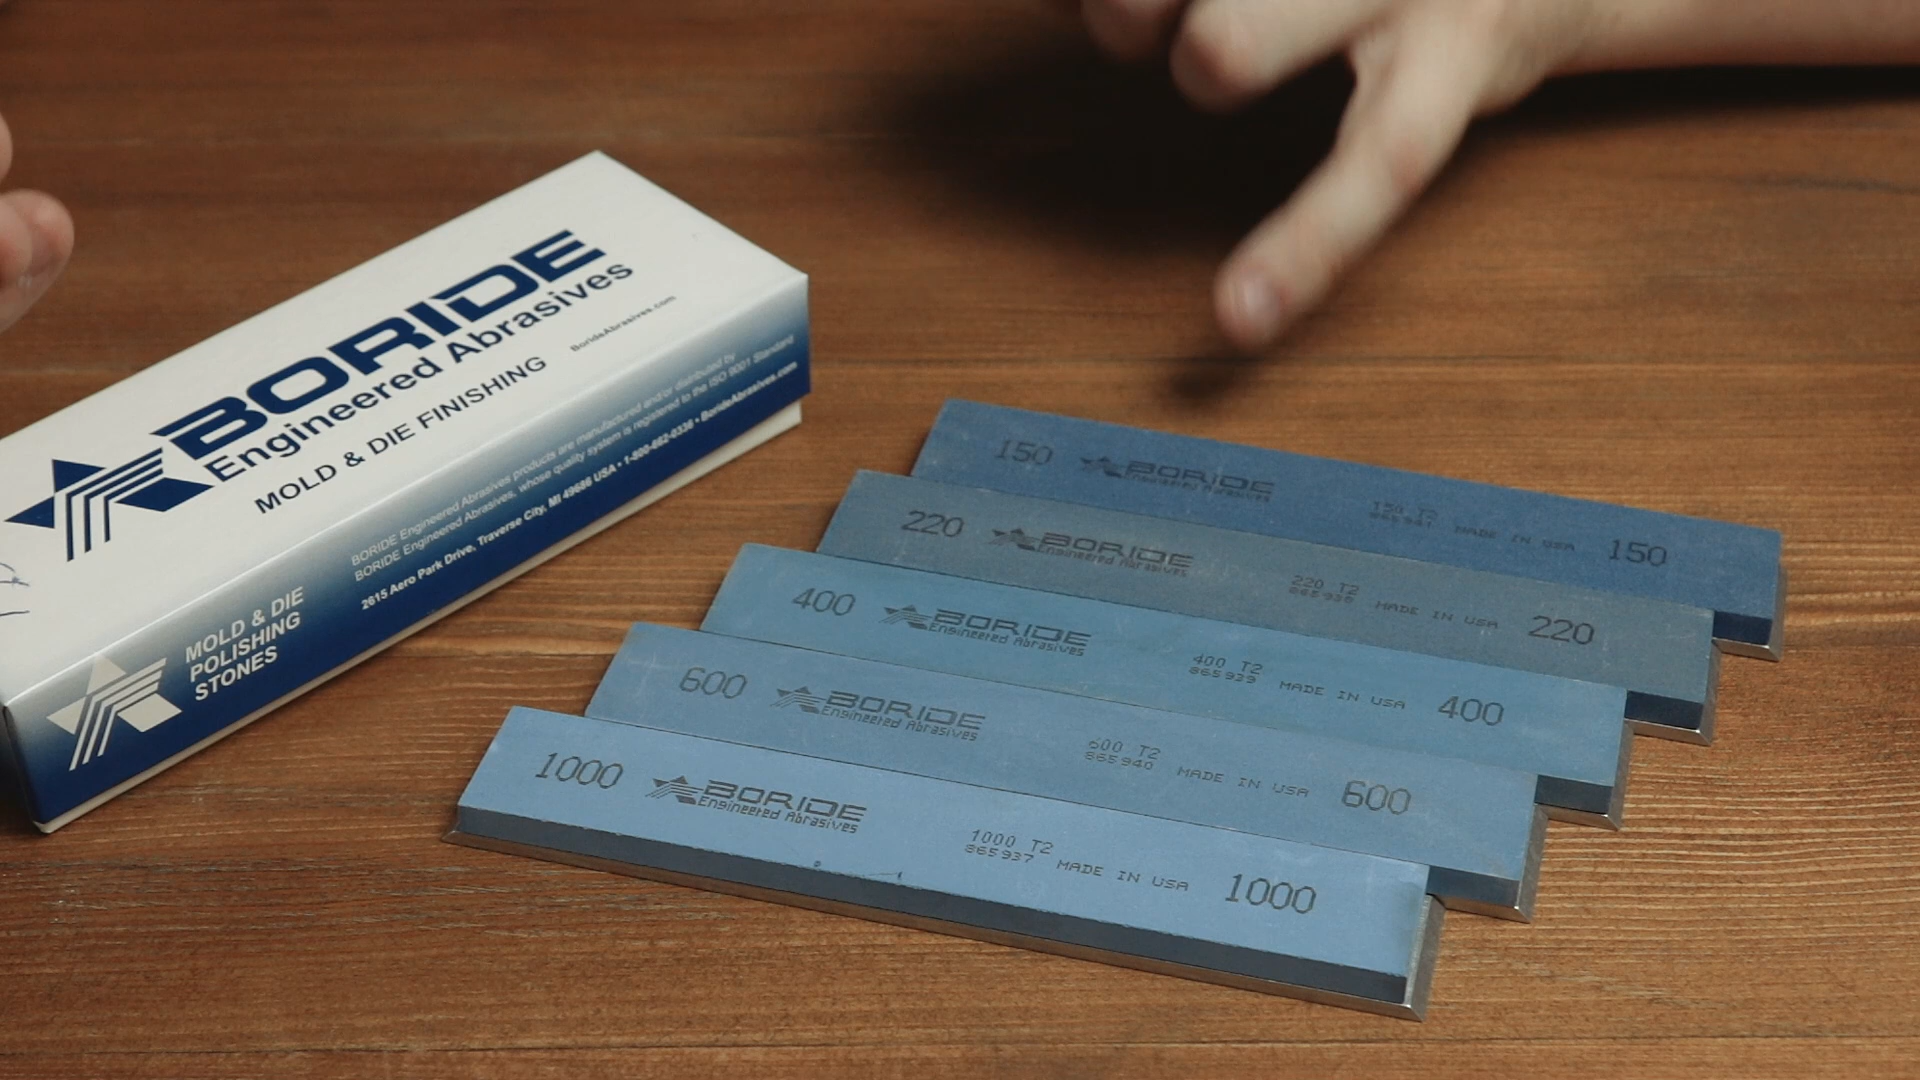 BORIDE
Engineered Abrasives
MOLD & DIE FINISHING
BorideAbrasives.com
BORIDE Engineered Abrasives products are manufactured and/or distributed by
BORIDE Engineered Abrasives, whose quality system is registered to the ISO 9001 Standard
2615 Aero Park Drive, Traverse City, MI 49686 USA • 1-800-662-0336 • BorideAbrasives.com
MOLD & DIE
POLISHING
STONES
150 BORIDE
Engineered Abrasives
150 T2
865941 MADE IN USA 150
220 BORIDE
Engineered Abrasives
220 T2
MADE IN USA 220
400 BORIDE
Engineered Abrasives
400 T2
865939 MADE IN USA 400
600 BORIDE
Engineered Abrasives
600 T2
865940 MADE IN USA 600
1000 BORIDE
Engineered Abrasives
1000 T2
865937 MADE IN USA 1000